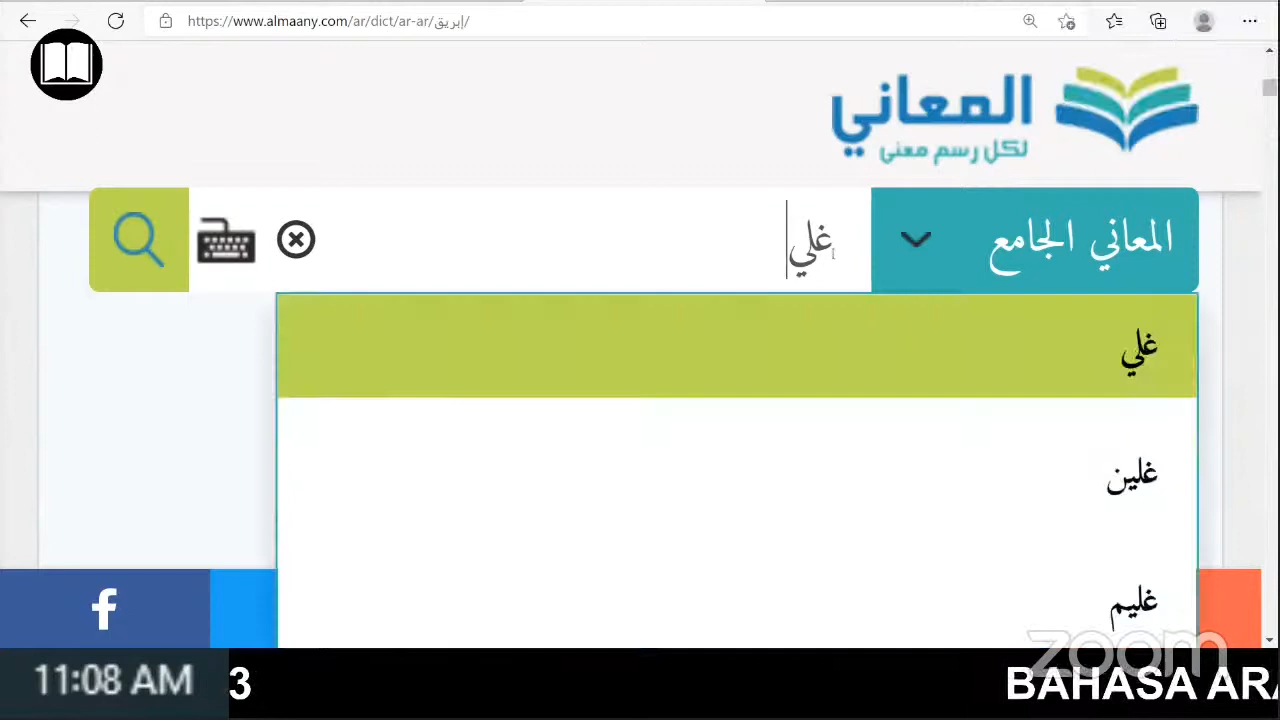 https://www.almaany.com/ar/dict/ar-ar/إبريق/
المعاني
لكل رسم معنى
المعاني الجامع
غلي
غلي
غلين
غليم
zoom
11:08 AM
3
BAHASA ARA